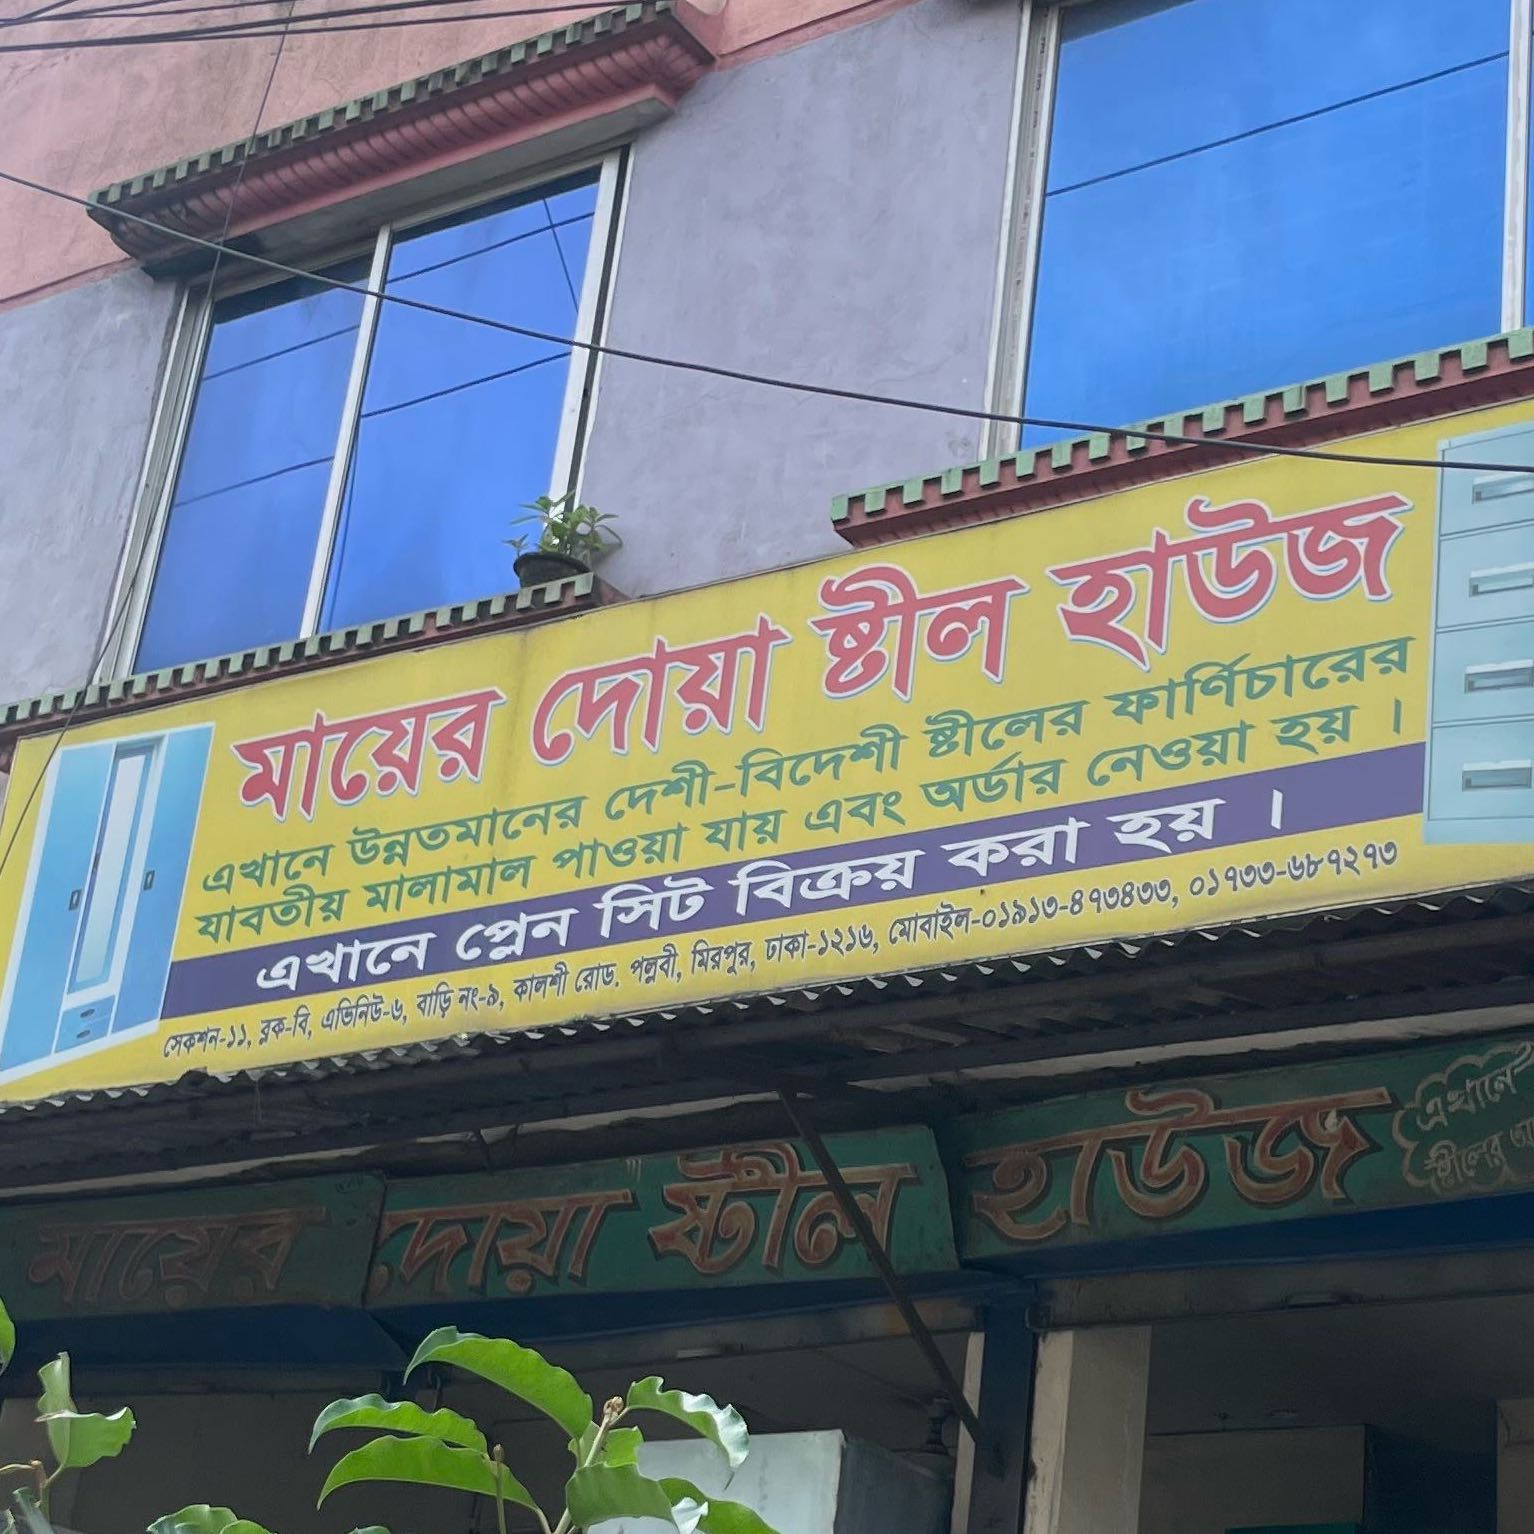 মায়ের দোয়া ষ্টীল হাউজ
এখানে উন্নতমানের দেশী-বিদেশী ষ্টীলের ফার্ণিচারের
যাবতীয় মালামাল পাওয়া যায় এবং অর্ডার নেওয়া হয় ।
এখানে প্লেন সিট বিক্রয় করা হয় ।
সেকশন-১১, ব্লক-বি, এভিনিউ-৬, বাড়ি নং-৯, কালশী রোড. পল্লবী, মিরপুর, ঢাকা-১২১৬, মোবাইল-০১৯১৩-৪৭৩৪৩৩, ০১৭৩৩-৬৮৭২৭৩
মায়ের দোয়া ষ্টীল হাউজ
এখানে
ষ্টীলের